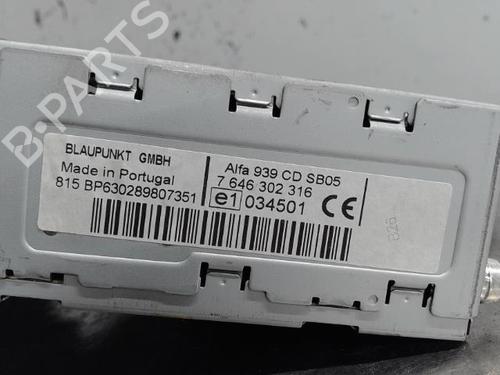 BLAUPUNKT GMBH
Made in Portugal
815 BP630289807351
Alfa 939 CD SB05
7 646 302 316
e1 034501 CE
826
B-PARTS